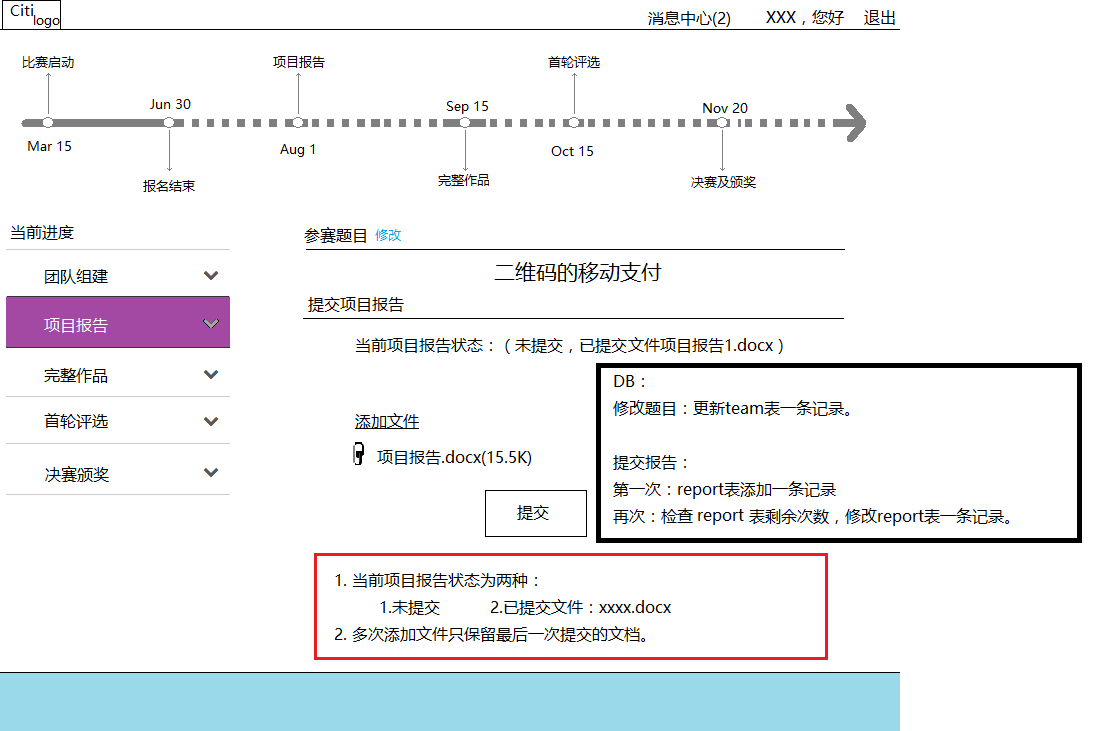 Citi
logo
消息中心(2) XXX，您好 退出
比赛启动 项目报告 首轮评选
Jun 30 Sep 15 Nov 20
Mar 15 Aug 1 Oct 15
报名结束 完整作品 决赛及颁奖
当前进度
团队组建
项目报告
完整作品
首轮评选
决赛颁奖
参赛题目 修改
二维码的移动支付
提交项目报告
当前项目报告状态：（未提交，已提交文件项目报告1.docx ）
添加文件
项目报告.docx(15.5K)
提交
DB：
修改题目：更新team表一条记录。
提交报告：
第一次：report表添加一条记录
再次：检查 report 表剩余次数，修改report表一条记录。
1. 当前项目报告状态为两种：
1.未提交 2.已提交文件：xxxx.docx
2. 多次添加文件只保留最后一次提交的文档。